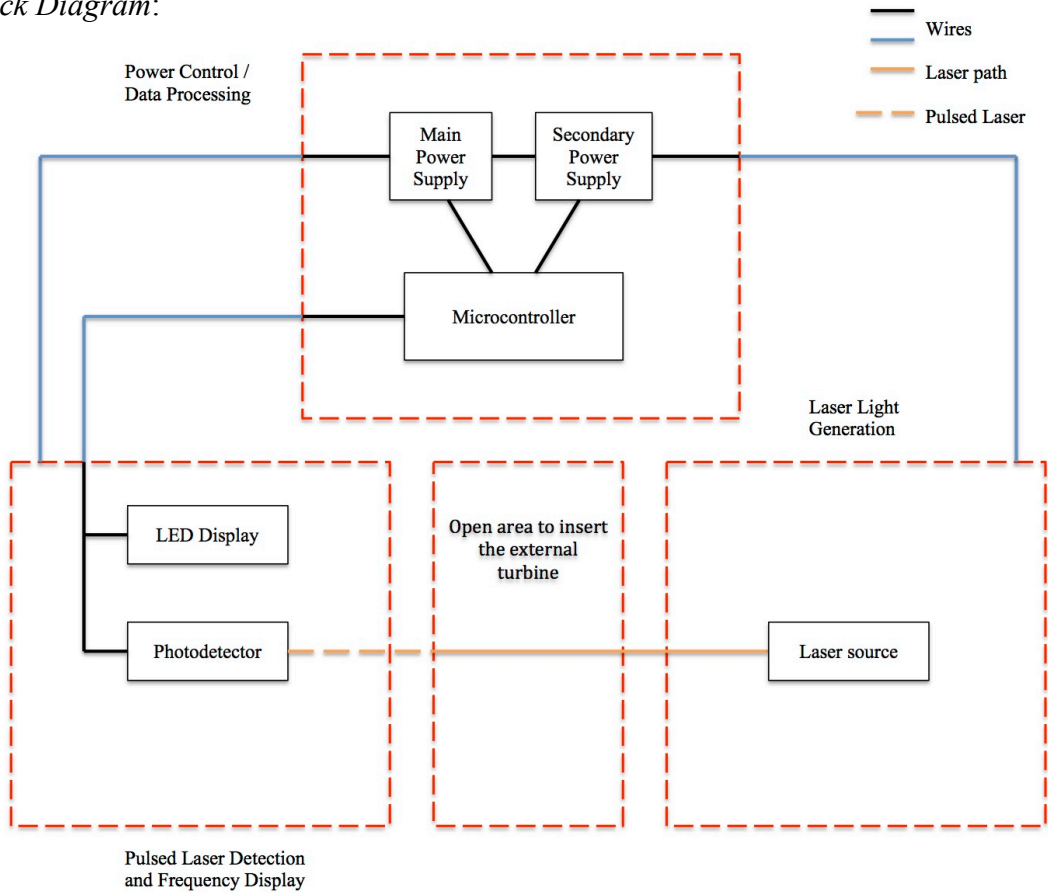 ck Diagram:
Wires
Laser path
Pulsed Laser
Power Control /
Data Processing
Main
Power
Supply
Secondary
Power
Supply
Microcontroller
Laser Light
Generation
LED Display
Open area to insert
the external
turbine
Photodetector
Laser source
Pulsed Laser Detection
and Frequency Display